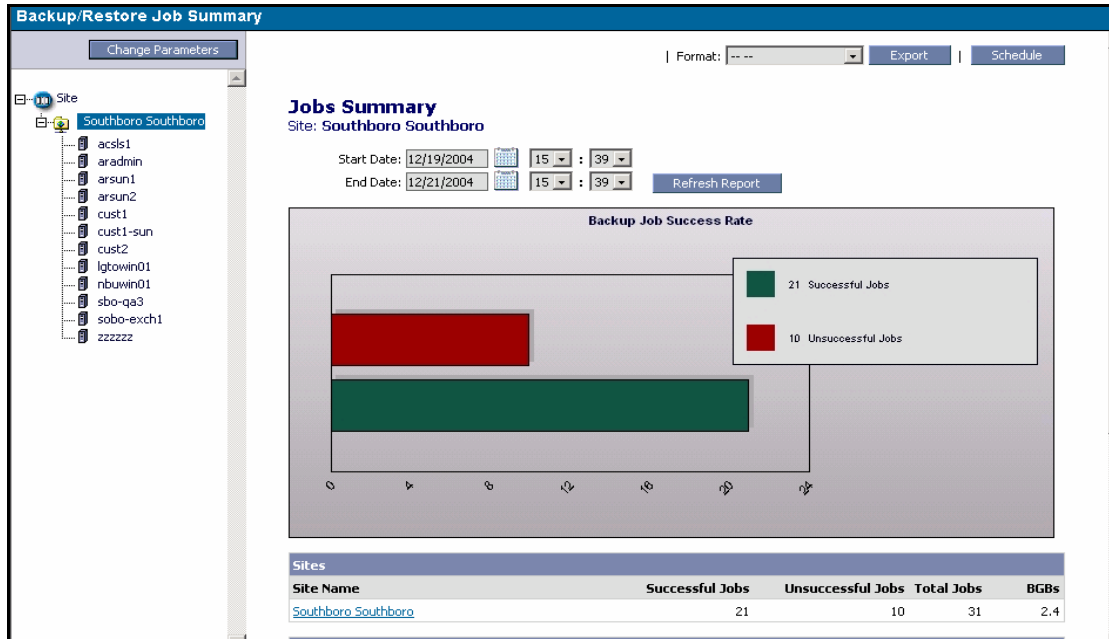 Backup/Restore Job Summary
Change Parameters
| Format: -- -- Export | Schedule
Site
Southboro Southboro
acsls1
aradmin
arsun1
arsun2
cust1
cust1-sun
cust2
lgtowin01
nbuwin01
sbo-qa3
sobo-exch1
zzzzzz
Jobs Summary
Site: Southboro Southboro
Start Date: 12/19/2004 15 : 39
End Date: 12/21/2004 15 : 39 Refresh Report
Backup Job Success Rate
21 Successful Jobs
10 Unsuccessful Jobs
0 4 8 12 16 20 24
Sites
Site Name Successful Jobs Unsuccessful Jobs Total Jobs BGBs
Southboro Southboro 21 10 31 2.4